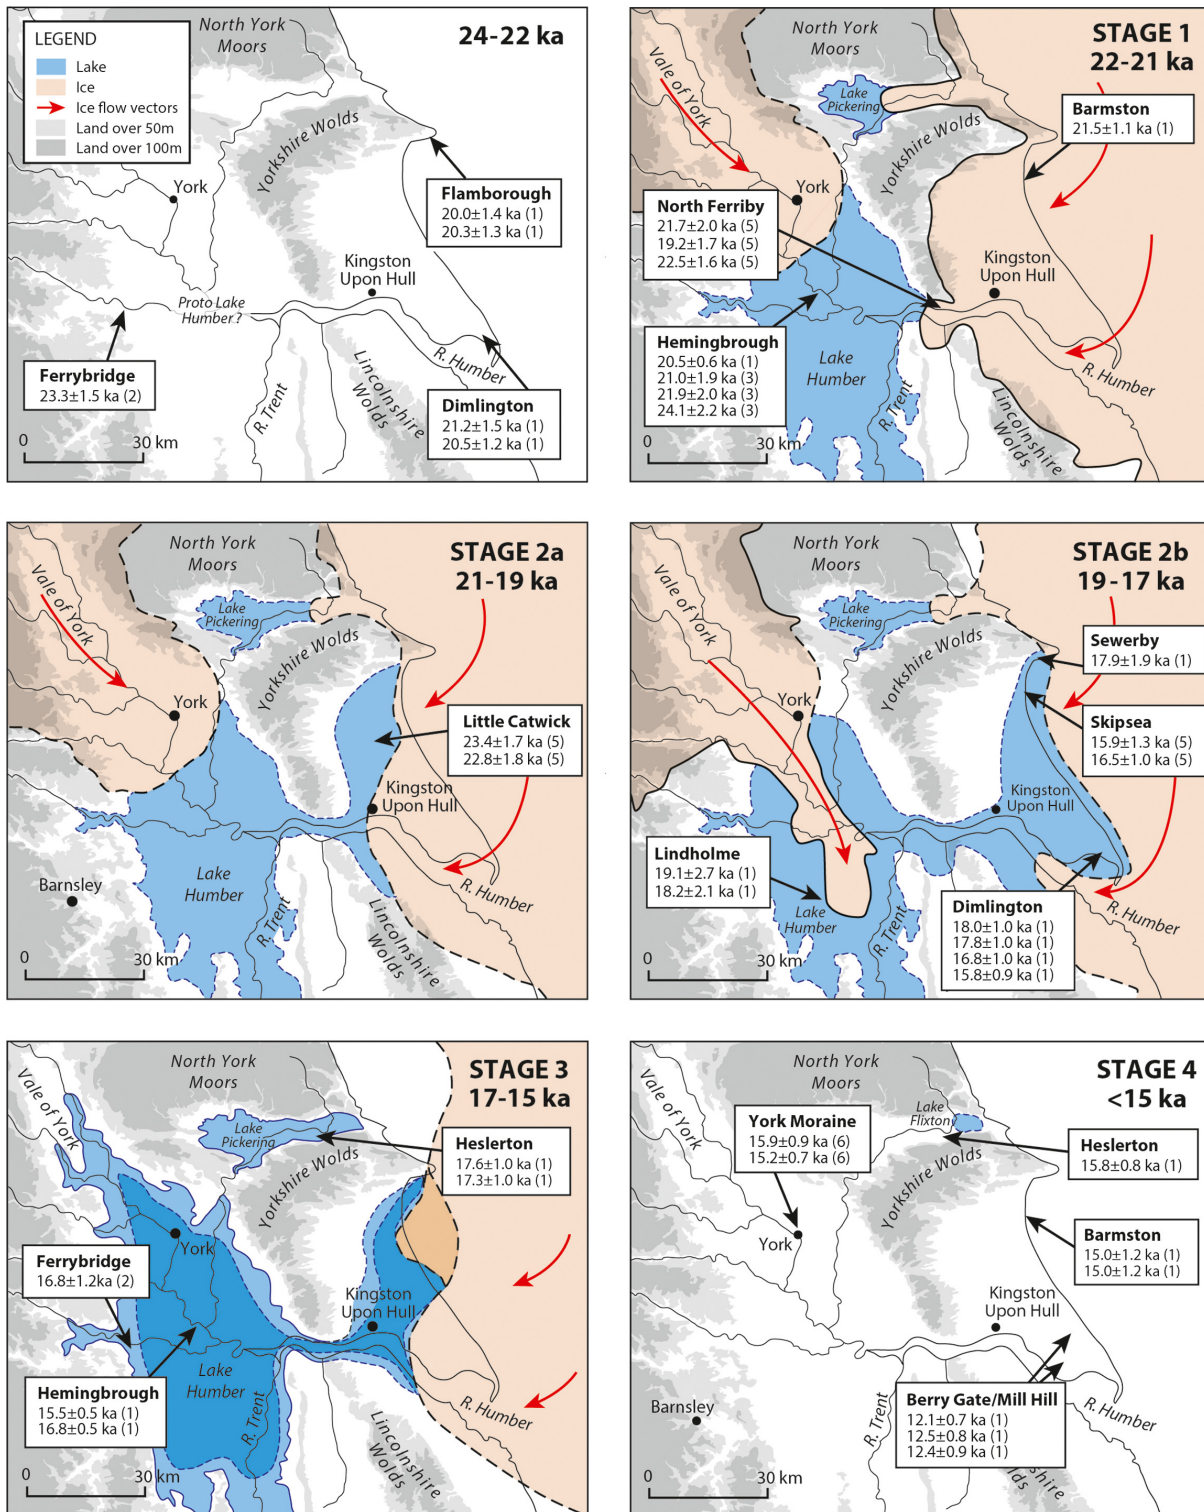 North York
Moors
24-22 ka
LEGEND
Lake
Ice
Ice flow vectors
Land over 50m
Land over 100m
Yorkshire Wolds
York
Flamborough
20.0±1.4 ka (1)
20.3±1.3 ka (1)
Kingston
Upon Hull
Proto Lake
Humber?
Ferrybridge
23.3±1.5 ka (2)
R. Trent
Lincolnshire
Wolds
R. Humber
Dimlington
21.2±1.5 ka (1)
20.5±1.2 ka (1)
0 30 km
North York
Moors
STAGE 1
22-21 ka
Vale of York
Lake
Pickering
Yorkshire Wolds
Barmston
21.5±1.1 ka (1)
York
North Ferriby
21.7±2.0 ka (5)
19.2±1.7 ka (5)
22.5±1.6 ka (5)
Kingston
Upon Hull
Hemingbrough
20.5±0.6 ka (1)
21.0±1.9 ka (3)
21.9±2.0 ka (3)
24.1±2.2 ka (3)
Lake
Humber
R. Trent
R. Humber
Lincolnshire
Wolds
0 30 km
North York
Moors
STAGE 2a
21-19 ka
Vale of York
Lake
Pickering
Yorkshire Wolds
York
Little Catwick
23.4±1.7 ka (5)
22.8±1.8 ka (5)
Kingston
Upon Hull
Barnsley
Lake
Humber
R. Trent
R. Humber
Lincolnshire
Wolds
0 30 km
North York
Moors
STAGE 2b
19-17 ka
Vale of York
Lake
Pickering
Yorkshire Wolds
Sewerby
17.9±1.9 ka (1)
York
Skipsea
15.9±1.3 ka (5)
16.5±1.0 ka (5)
Kingston
Upon Hull
Lindholme
19.1±2.7 ka (1)
18.2±2.1 ka (1)
Lake
Humber
R. Trent
R. Humber
Dimlington
18.0±1.0 ka (1)
17.8±1.0 ka (1)
16.8±1.0 ka (1)
15.8±0.9 ka (1)
0 30 km
North York
Moors
STAGE 3
17-15 ka
Vale of York
Lake
Pickering
Heslerton
17.6±1.0 ka (1)
17.3±1.0 ka (1)
Yorkshire Wolds
York
Ferrybridge
16.8±1.2ka (2)
Kingston
Upon Hull
Hemingbrough
15.5±0.5 ka (1)
16.8±0.5 ka (1)
Lake
Humber
R. Trent
R. Humber
Lincolnshire
Wolds
0 30 km
North York
Moors
STAGE 4
<15 ka
Vale of York
Lake
Flixton
York Moraine
15.9±0.9 ka (6)
15.2±0.7 ka (6)
Heslerton
15.8±0.8 ka (1)
Yorkshire Wolds
York
Barmston
15.0±1.2 ka (1)
15.0±1.2 ka (1)
Kingston
Upon Hull
Barnsley
R. Trent
R. Humber
Berry Gate/Mill Hill
12.1±0.7 ka (1)
12.5±0.8 ka (1)
12.4±0.9 ka (1)
Lincolnshire
Wolds
0 30 km